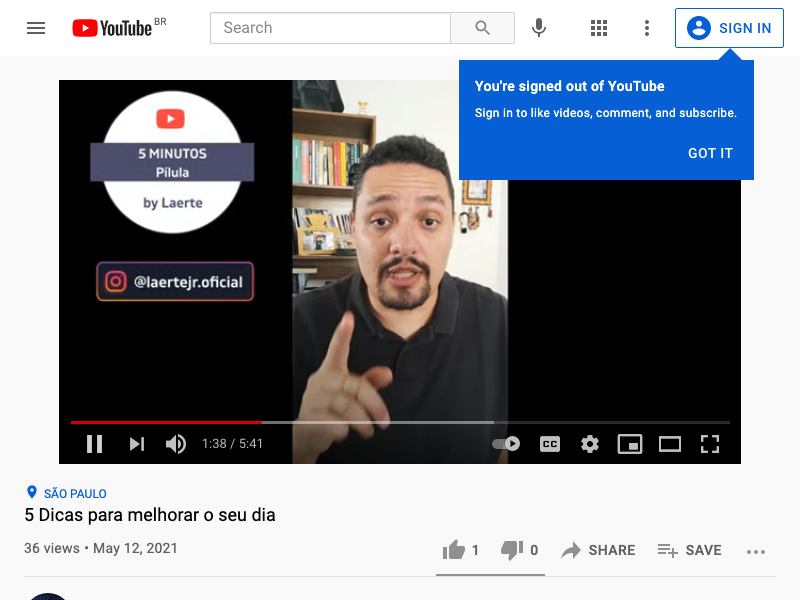 YouTube BR
Search
SIGN IN
You're signed out of YouTube
Sign in to like videos, comment, and subscribe.
GOT IT
5 MINUTOS
Pílula
by Laerte
@laertejr.oficial
1:38 / 5:41
CC
SÃO PAULO
5 Dicas para melhorar o seu dia
36 views • May 12, 2021
1
0
SHARE
SAVE